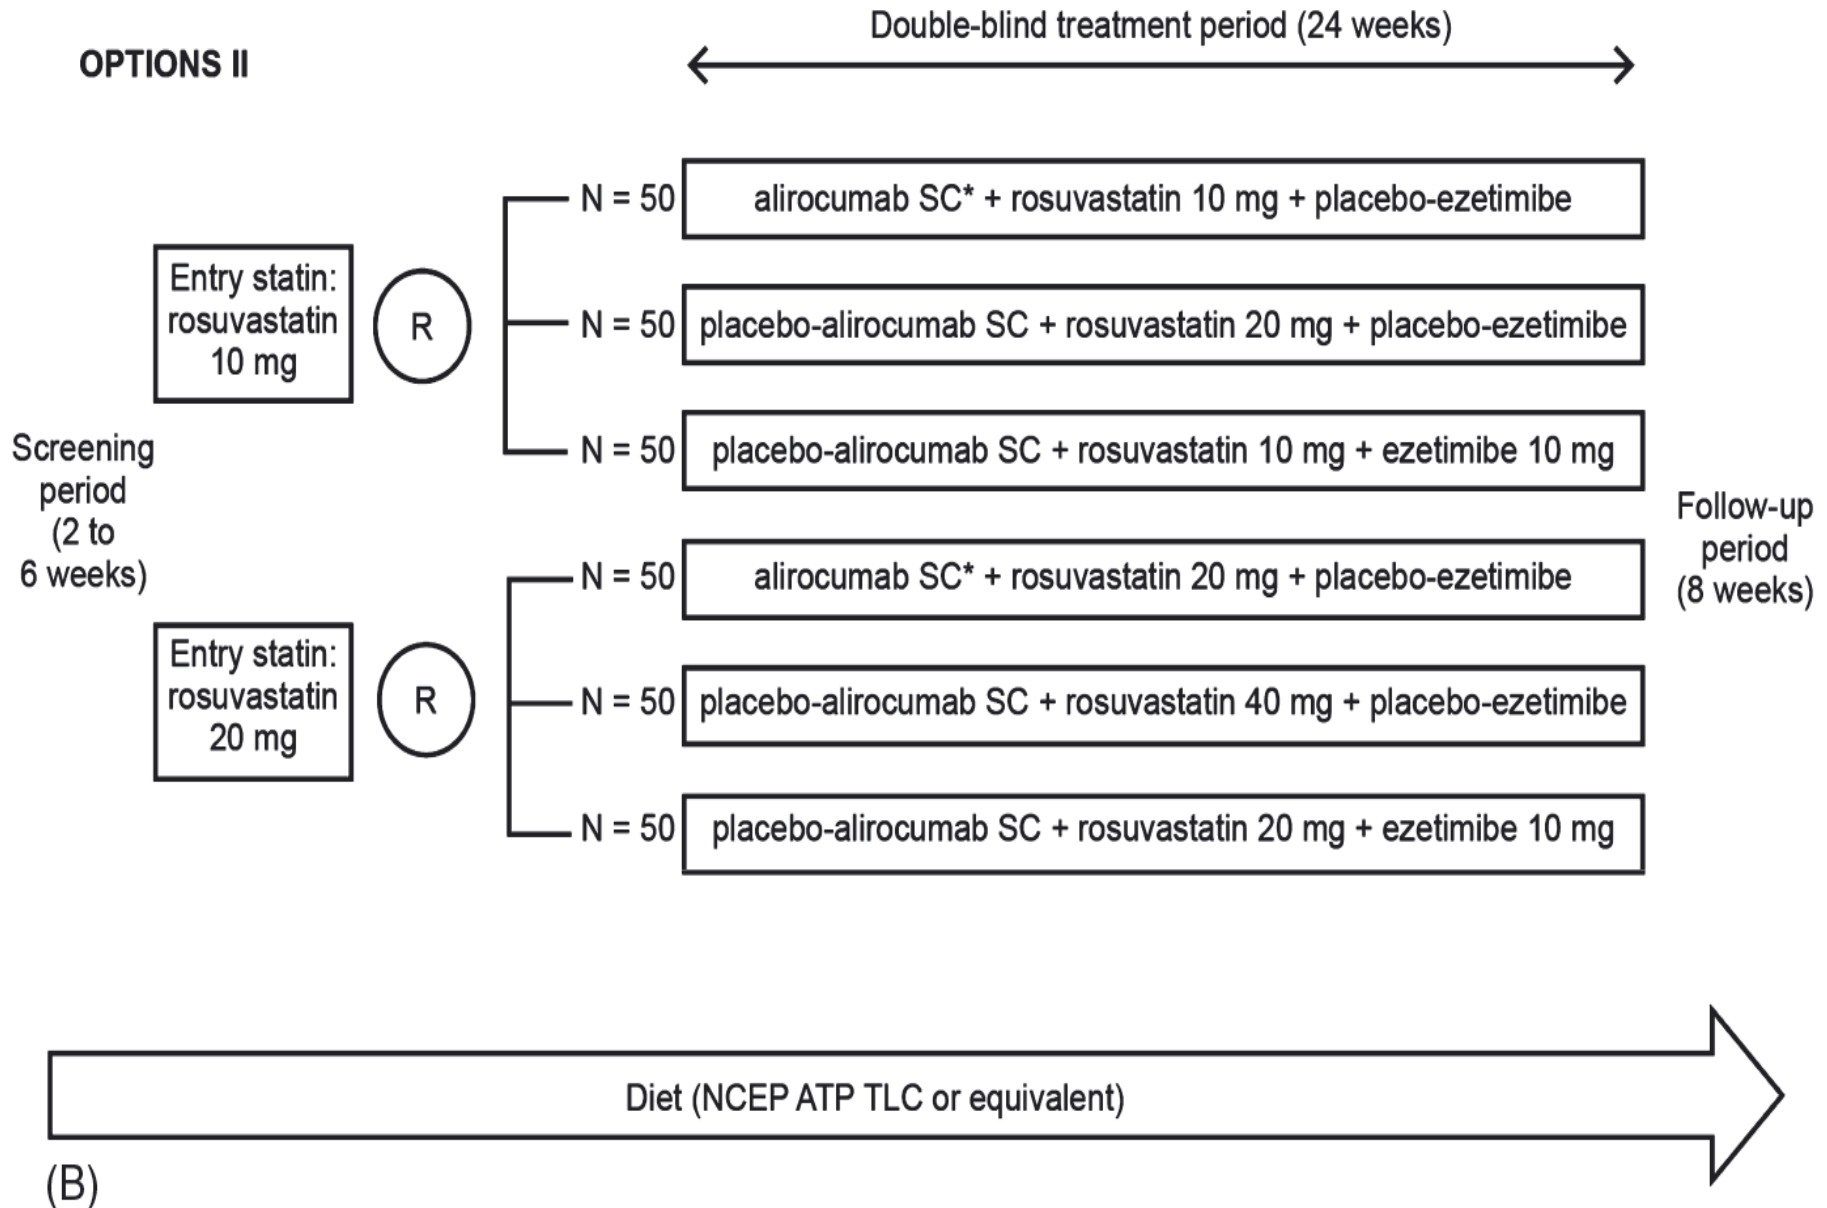 OPTIONS II
Double-blind treatment period (24 weeks)
Screening
period
(2 to
6 weeks)
Entry statin:
rosuvastatin
10 mg
R
N = 50
alirocumab SC* + rosuvastatin 10 mg + placebo-ezetimibe
N = 50
placebo-alirocumab SC + rosuvastatin 20 mg + placebo-ezetimibe
N = 50
placebo-alirocumab SC + rosuvastatin 10 mg + ezetimibe 10 mg
Entry statin:
rosuvastatin
20 mg
R
N = 50
alirocumab SC* + rosuvastatin 20 mg + placebo-ezetimibe
N = 50
placebo-alirocumab SC + rosuvastatin 40 mg + placebo-ezetimibe
N = 50
placebo-alirocumab SC + rosuvastatin 20 mg + ezetimibe 10 mg
Follow-up
period
(8 weeks)
Diet (NCEP ATP TLC or equivalent)
(B)